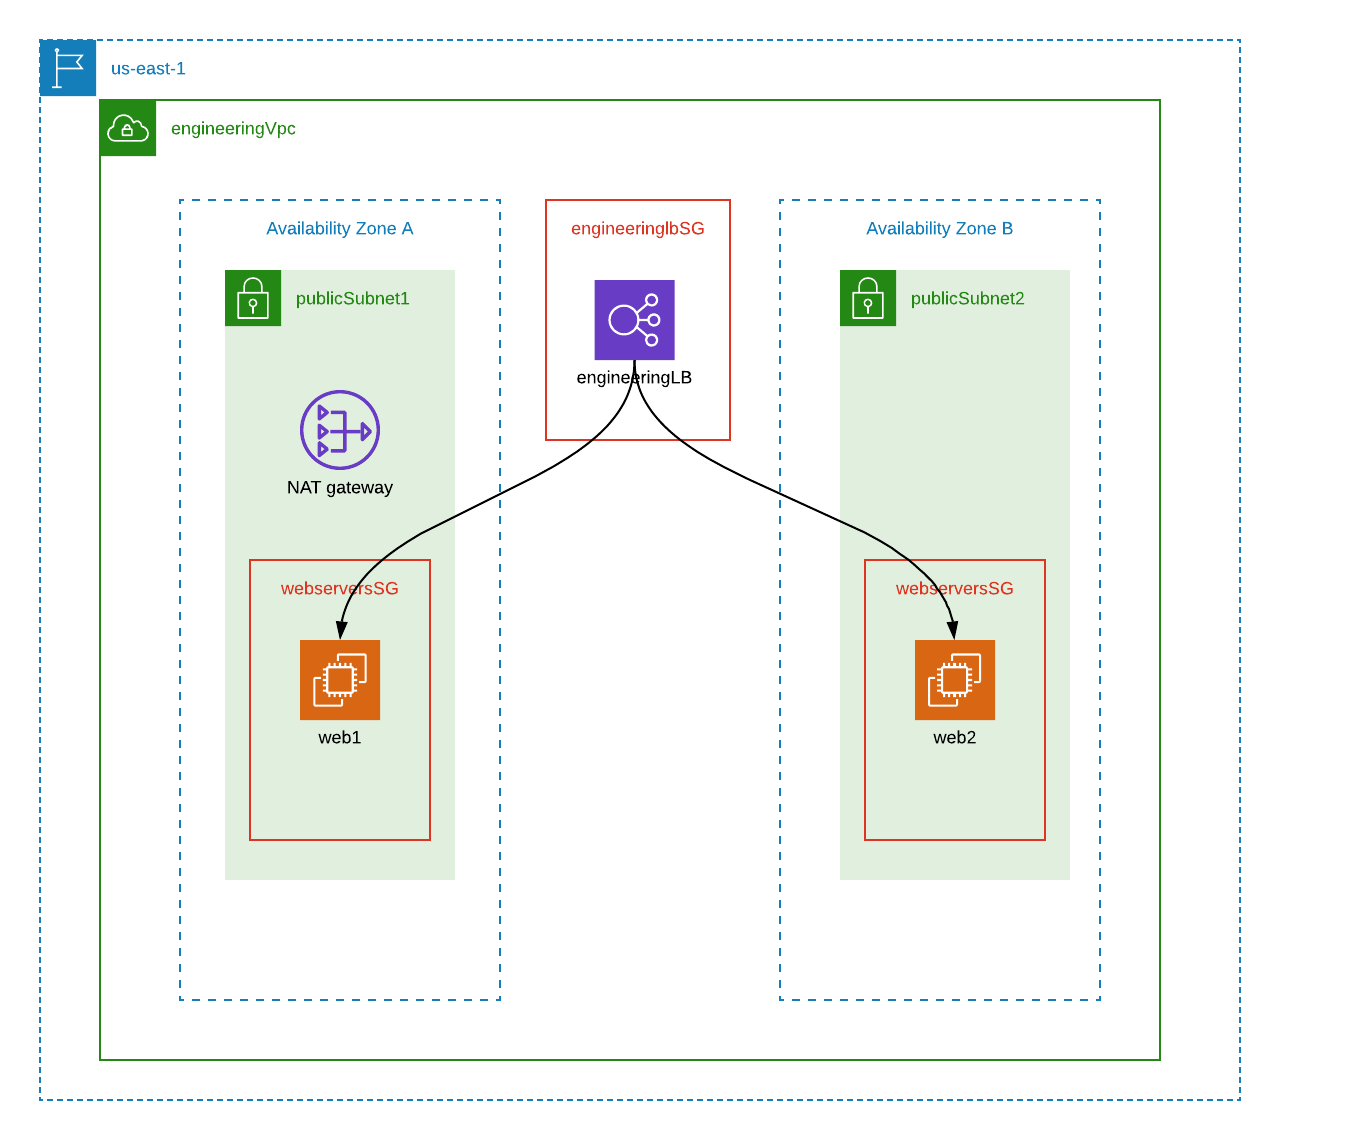 us-east-1
engineeringVpc
Availability Zone A
engineeringlbSG
Availability Zone B
publicSubnet1
publicSubnet2
engineeringLB
NAT gateway
webserversSG
webserversSG
web1
web2